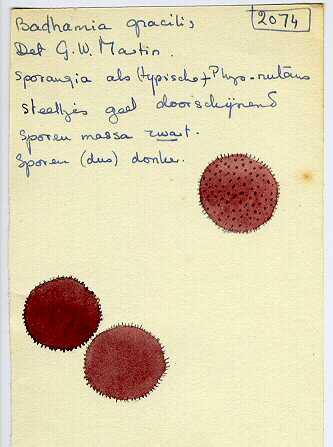 Badhamia gracilis
2074
Det G.W. Martin.
Sporangia als (typische) Phys. nutans
steeltjes geel doorschijnend
Sporen massa zwart.
Sporen (dus) donker.